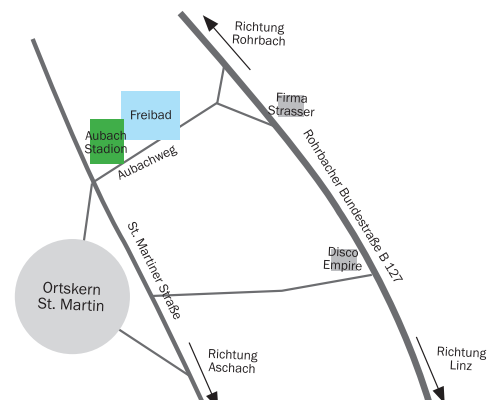 Richtung
Rohrbach
Firma
Strasser
Freibad
Aubach
Stadion
Aubachweg
Rohrbacher Bundestraße B 127
St. Martiner Straße
Disco
Empire
Ortskern
St. Martin
Richtung
Aschach
Richtung
Linz